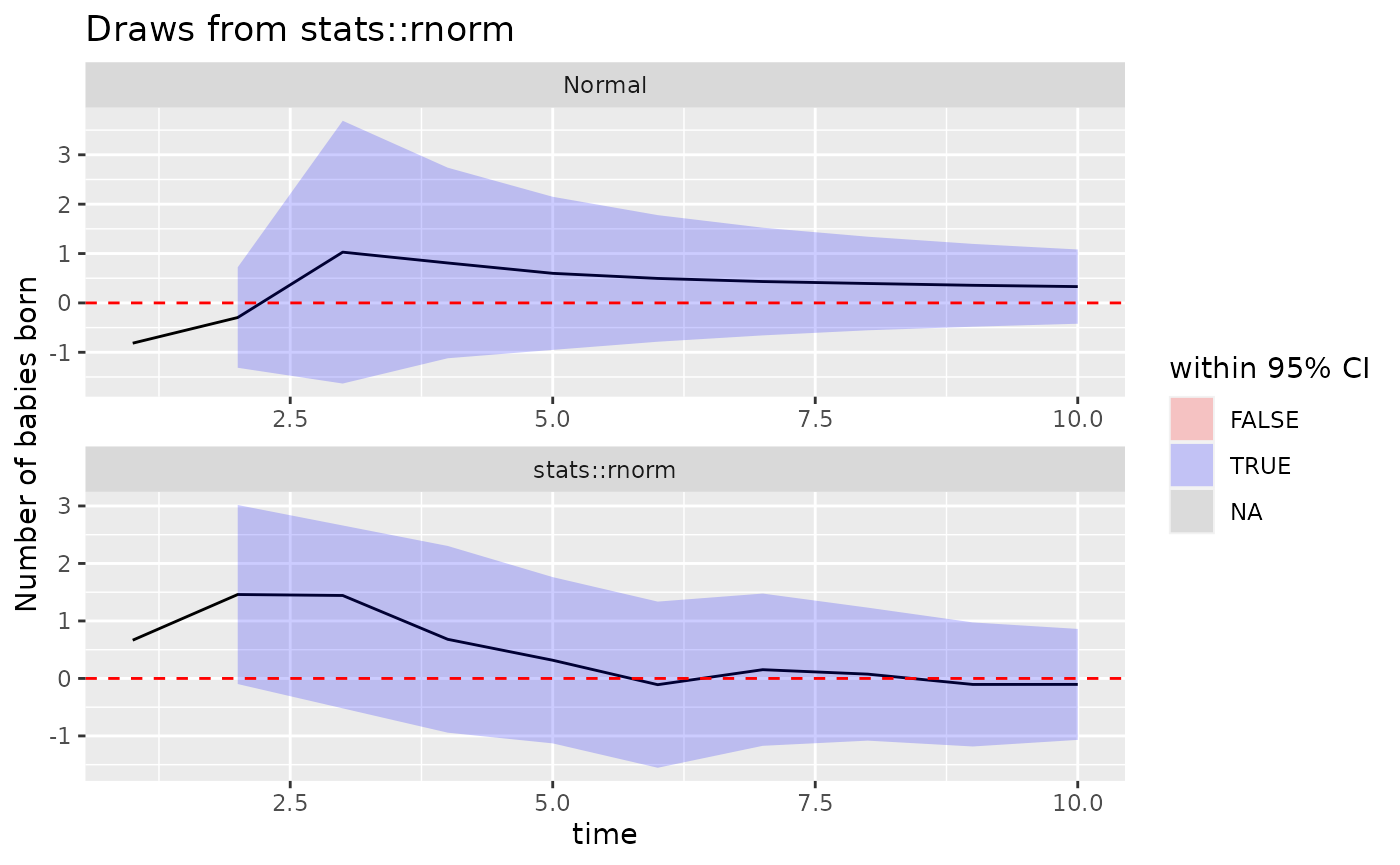 Draws from stats::rnorm
Normal
3
2
1
0
-1
2.5 5.0 7.5 10.0
Number of babies born
stats::rnorm
3
2
1
0
-1
2.5 5.0 7.5 10.0
time
within 95% CI
FALSE
TRUE
NA